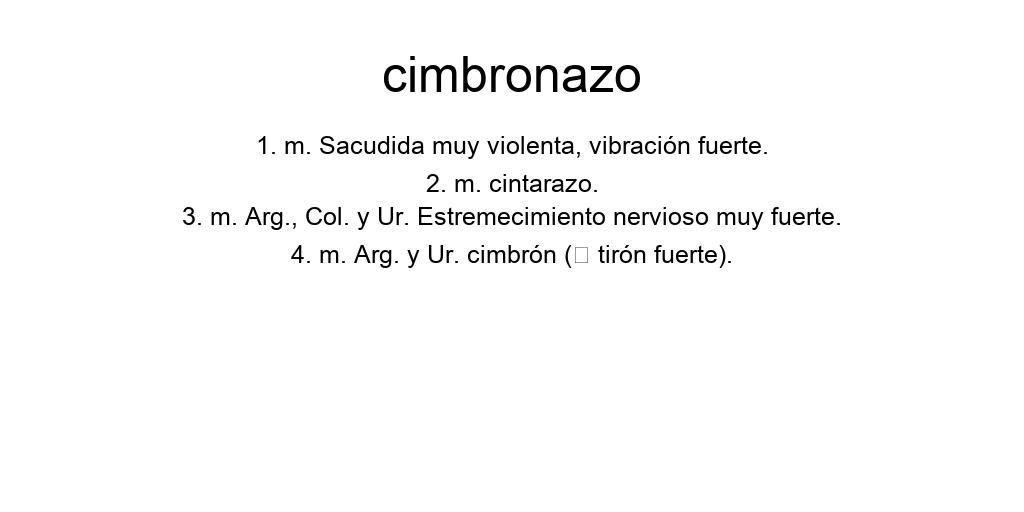 cimbronazo
1. m. Sacudida muy violenta, vibración fuerte.
2. m. cintarazo.
3. m. Arg., Col. y Ur. Estremecimiento nervioso muy fuerte.
4. m. Arg. y Ur. cimbrón (□ tirón fuerte).